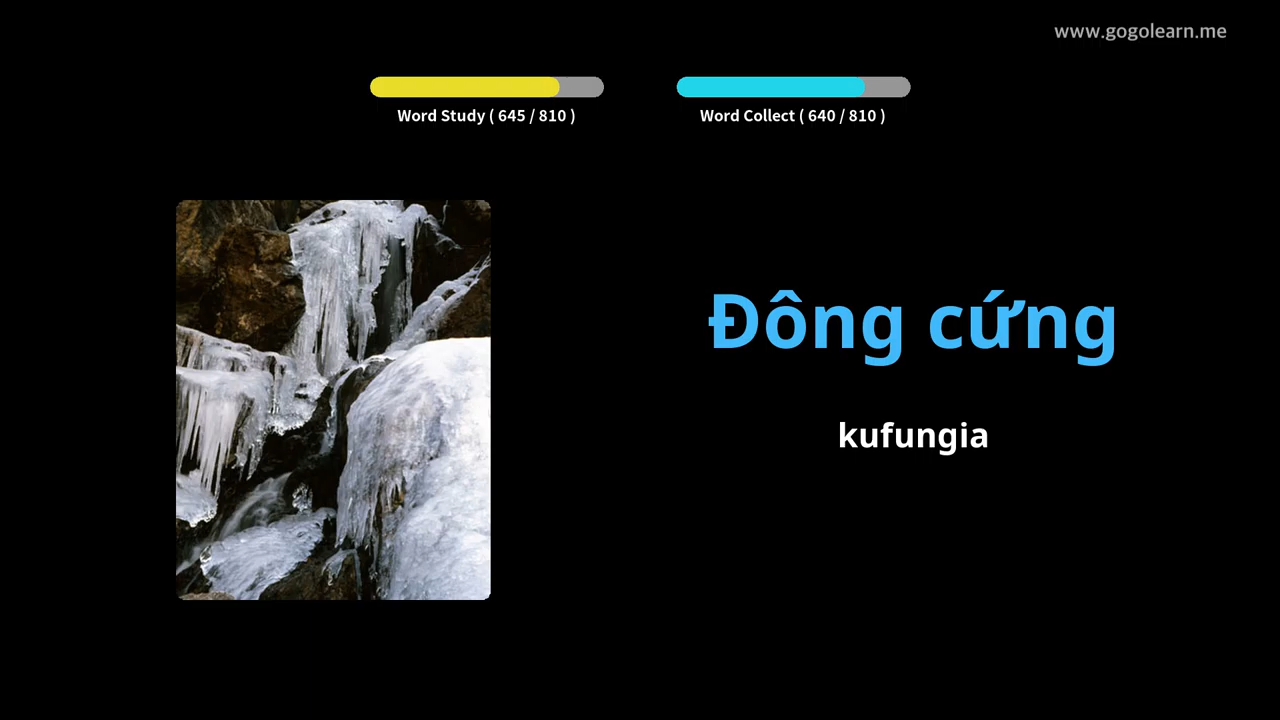 www.gogolearn.me
Word Study ( 645 / 810 )
Word Collect ( 640 / 810 )
Đông cứng
kufungia